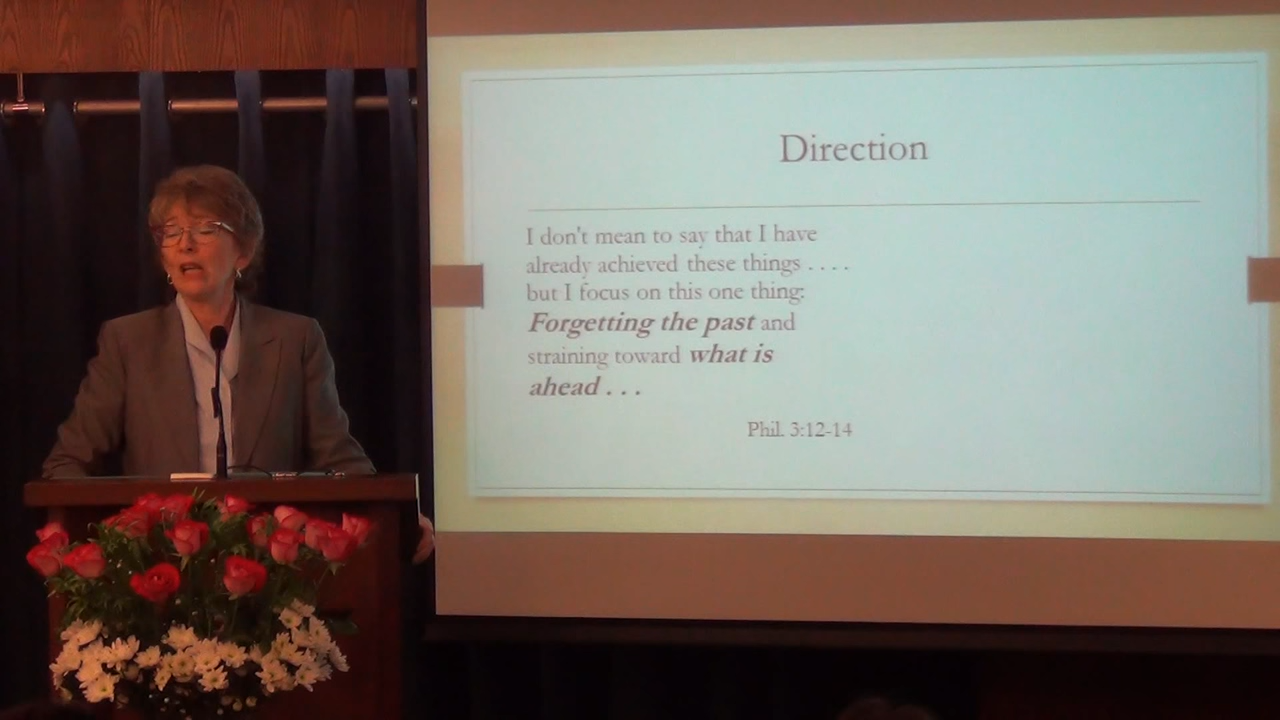 Direction
I don't mean to say that I have
already achieved these things . . . .
but I focus on this one thing:
Forgetting the past and
straining toward what is
ahead . . .
Phil. 3:12-14